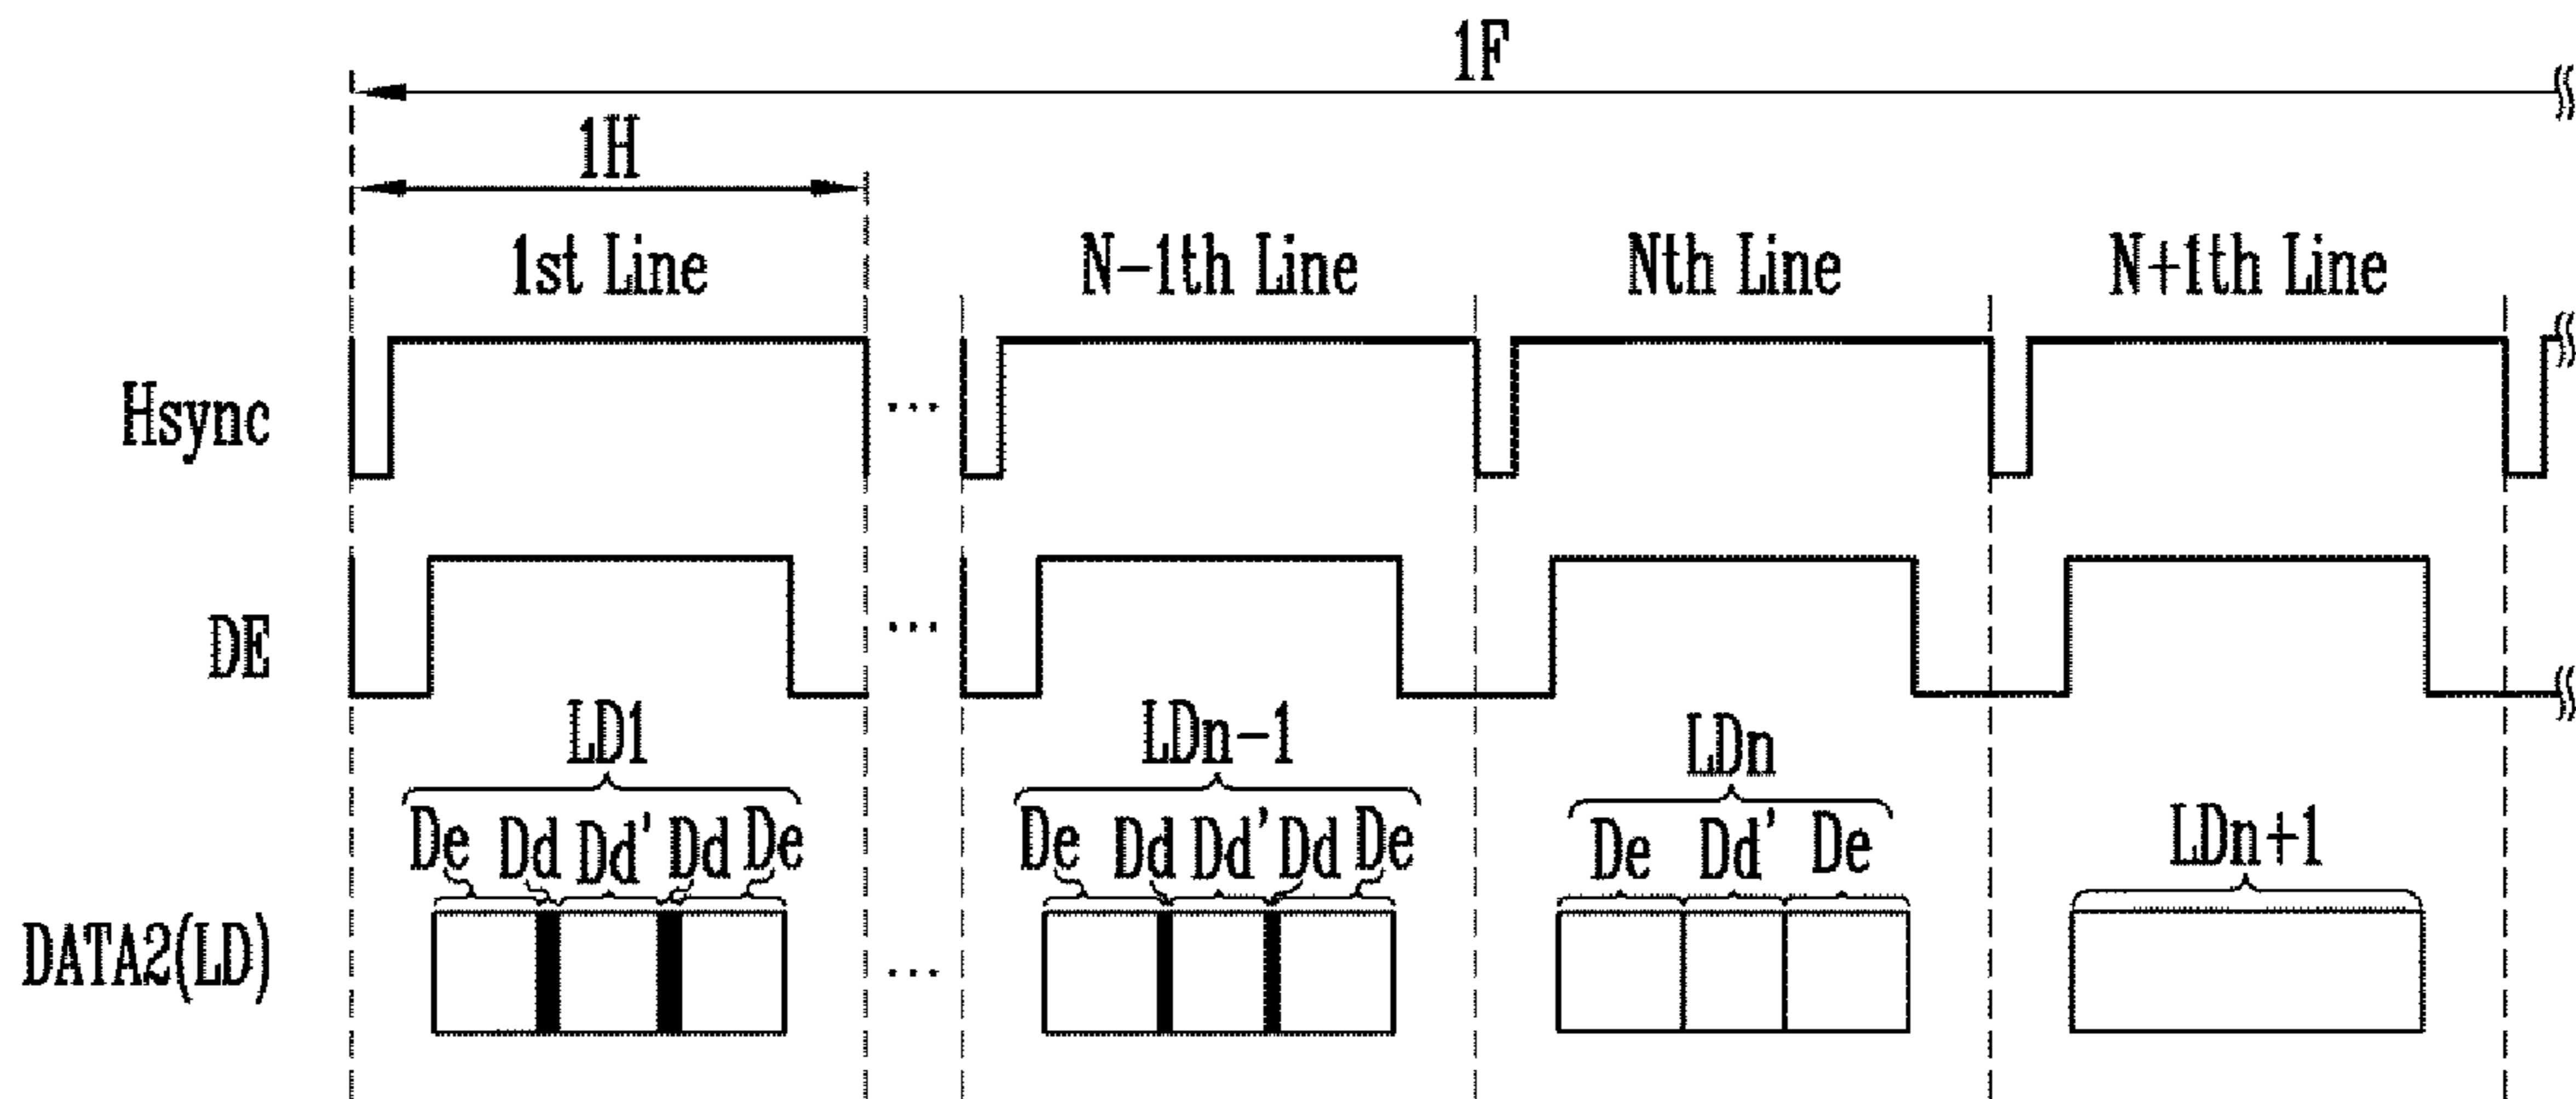 1F
1H
1st Line N-1th Line Nth Line N+1th Line
Hsync ...
DE ...
LD1 LDn-1 LDn
De Dd Dd' Dd De De Dd Dd' Dd De De Dd' De LDn+1
DATA2(LD) ...